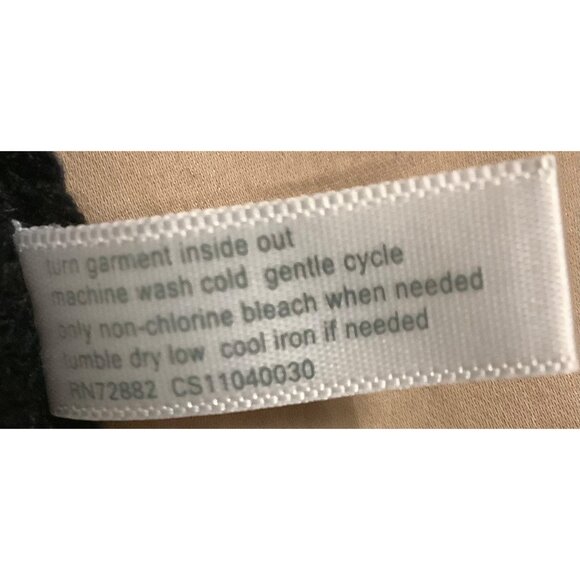 turn garment inside out
machine wash cold gentle cycle
only non-chlorine bleach when needed
tumble dry low cool iron if needed
RN72882 CS11040030